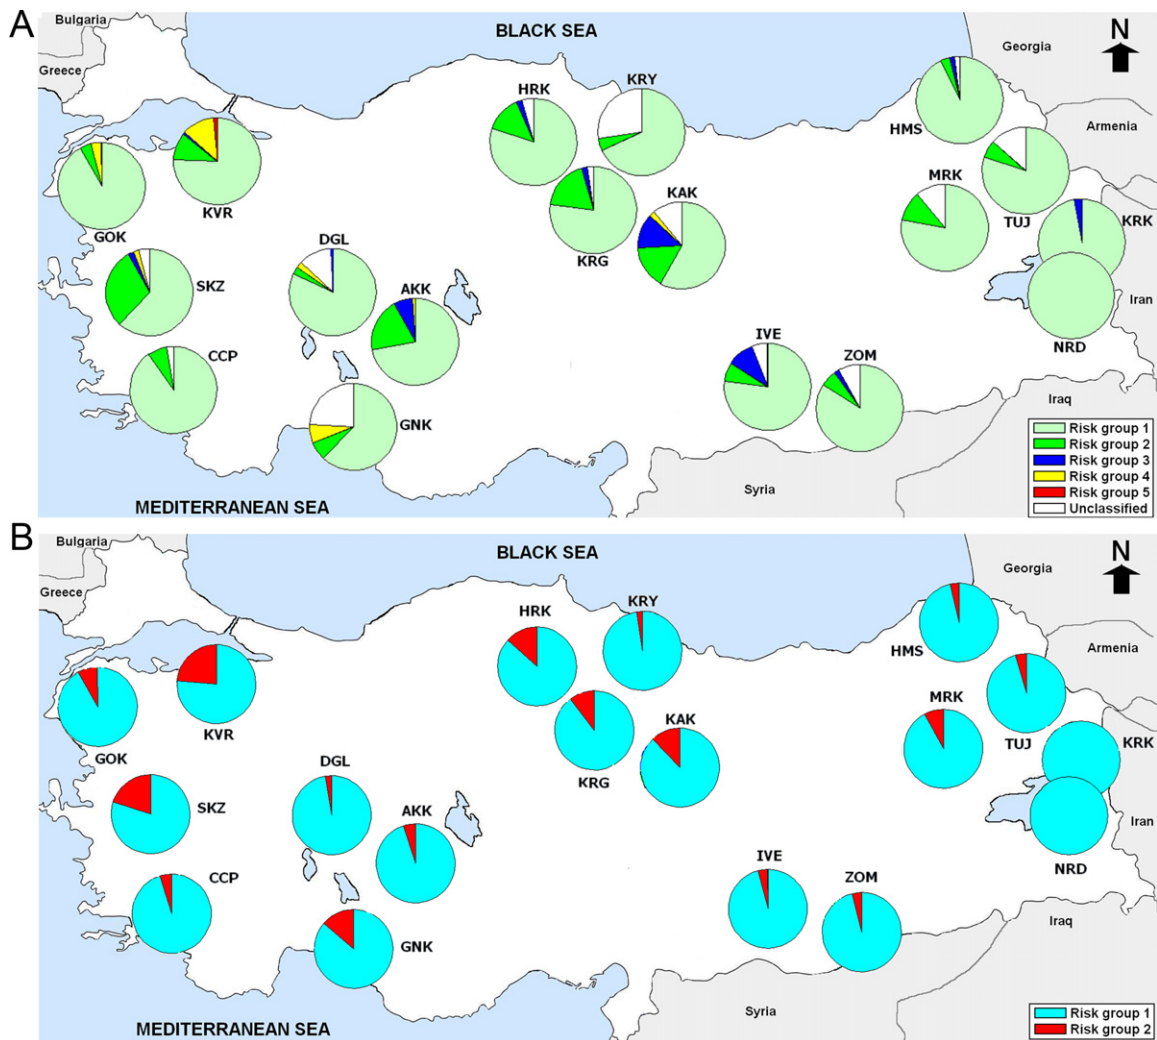 A
Bulgaria
BLACK SEA
N
Georgia
Greece
HRK
KRY
HMS
Armenia
KVR
GOK
MRK
TUJ
KRK
DGL
KRG
KAK
SKZ
AKK
Iran
NRD
CCP
IVE
ZOM
GNK
Iraq
Syria
MEDITERRANEAN SEA
Risk group 1
Risk group 2
Risk group 3
Risk group 4
Risk group 5
Unclassified
B
Bulgaria
BLACK SEA
N
Georgia
Greece
HRK
KRY
HMS
Armenia
KVR
GOK
MRK
TUJ
KRK
DGL
KRG
KAK
SKZ
AKK
Iran
NRD
CCP
IVE
ZOM
GNK
Iraq
Syria
MEDITERRANEAN SEA
Risk group 1
Risk group 2